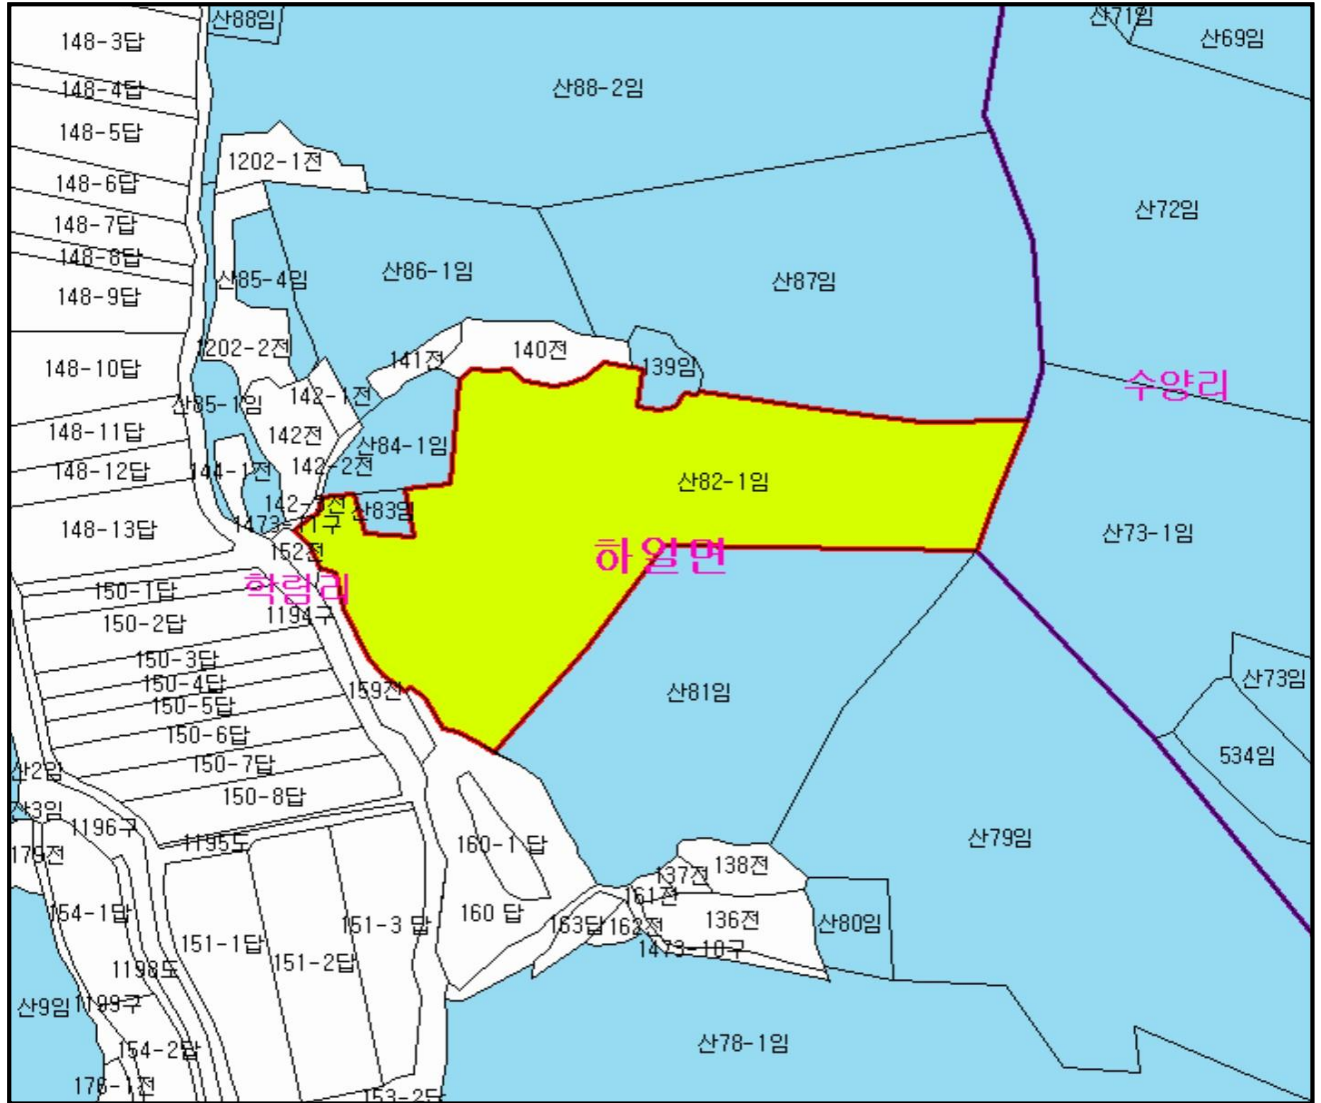 산88임
산71임
산69임
148-3답
148-4답
산88-2임
148-5답
1202-1전
148-6답
산72임
148-7답
148-8답
산86-1임
산85-4임
산87임
148-9답
1202-2전
140전
141전
139임
148-10답
수양리
142-1전
산85-1임
148-11답
142전
산84-1임
142-2전
148-12답
144-1전
산82-1임
산83임
148-13답
산73-1임
152전
하일면
학림리
150-1답
1194구
150-2답
150-3답
산73임
150-4답
159전
산81임
150-5답
150-6답
534임
150-7답
산2임
150-8답
산3임
1196구
1195도
160-1 답
산79임
179전
138전
137전
161전
154-1답
160 답
151-3 답
163답
162전
136전
산80임
151-1답
1473-10구
151-2답
1198도
산9임
1199구
산78-1임
154-2답
176-1전
153-2답